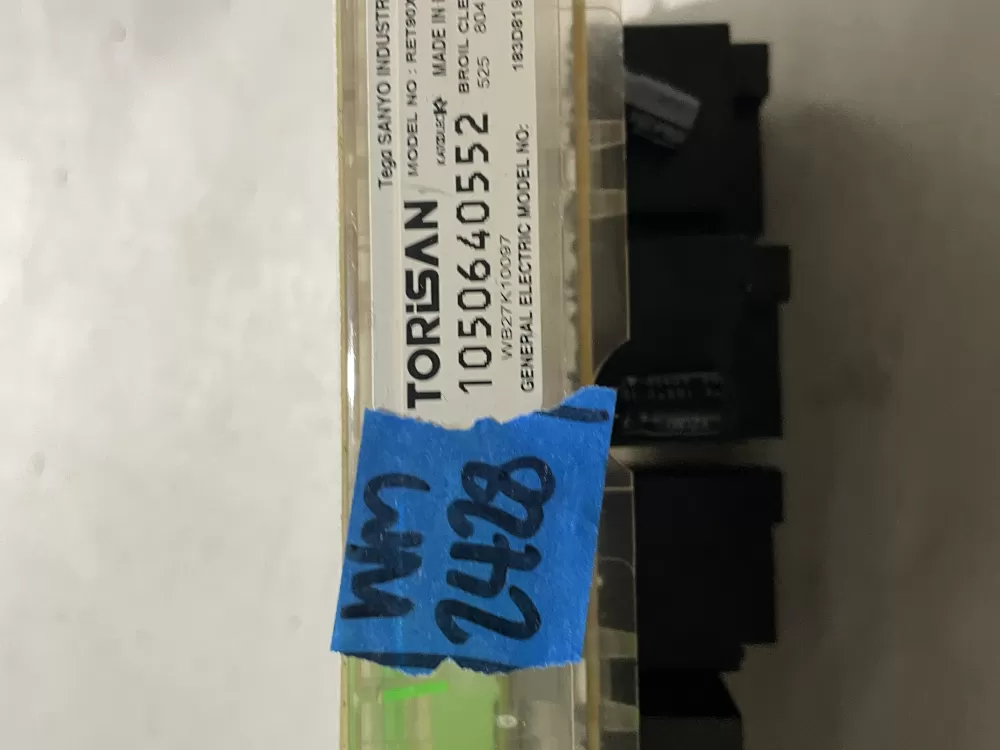 Tega SANYO INDUSTR
MODEL NO : RET90X
TORiSAN
MADE IN
1050640552
BROIL CLE
525 804
WB27K10097
183D819
GENERAL ELECTRIC MODEL NO:
Wm
2428